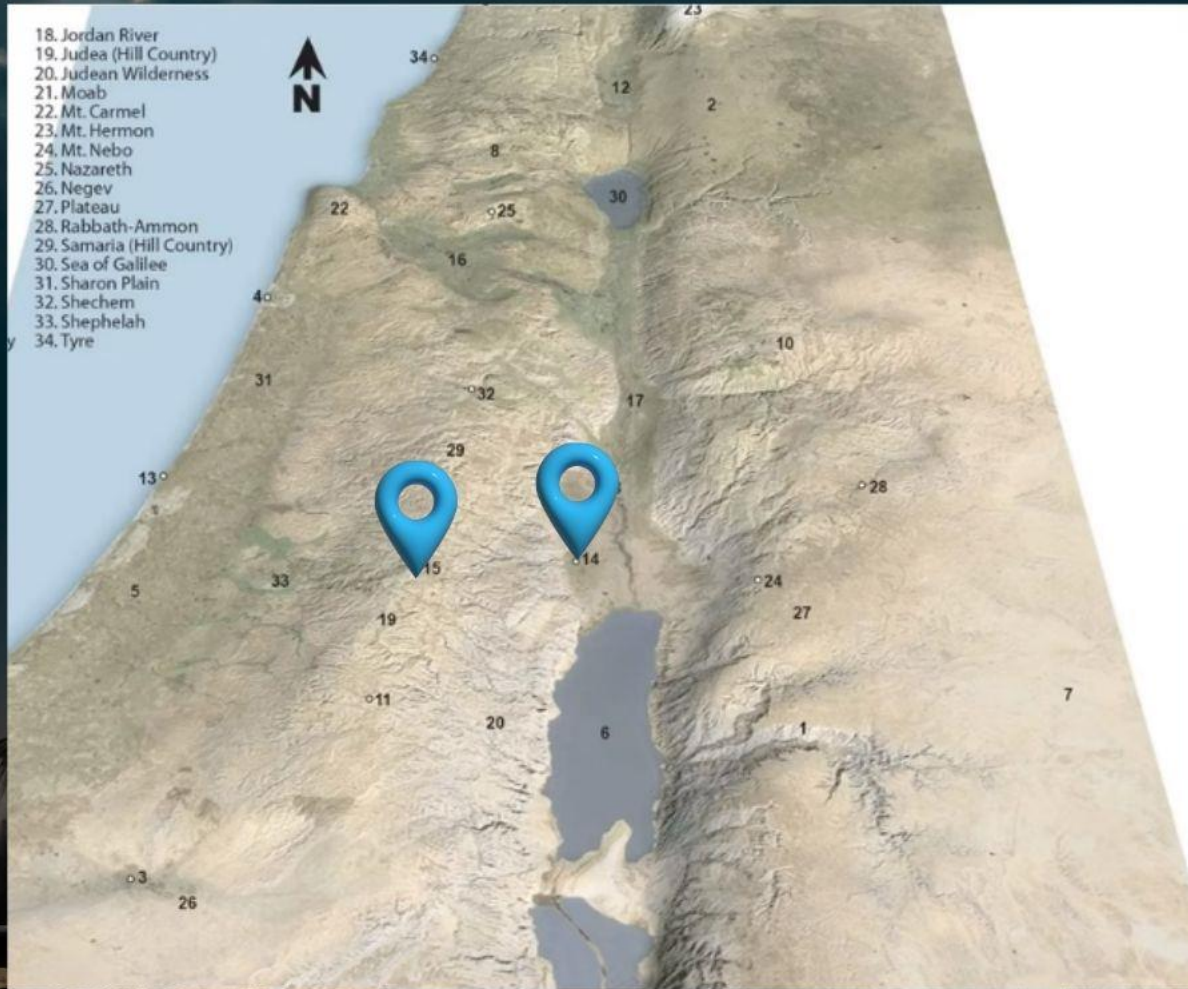 18. Jordan River
19. Judea (Hill Country)
20. Judean Wilderness
21. Moab
22. Mt. Carmel
23. Mt. Hermon
24. Mt. Nebo
25. Nazareth
26. Negev
27. Plateau
28. Rabbath-Ammon
29. Samaria (Hill Country)
30. Sea of Galilee
31. Sharon Plain
32. Shechem
33. Shephelah
y 34. Tyre
N
23
34
12
2
8
30
25
22
16
4
10
31
32
17
29
13
28
14
15
24
33
5
27
19
7
11
20
1
6
3
26